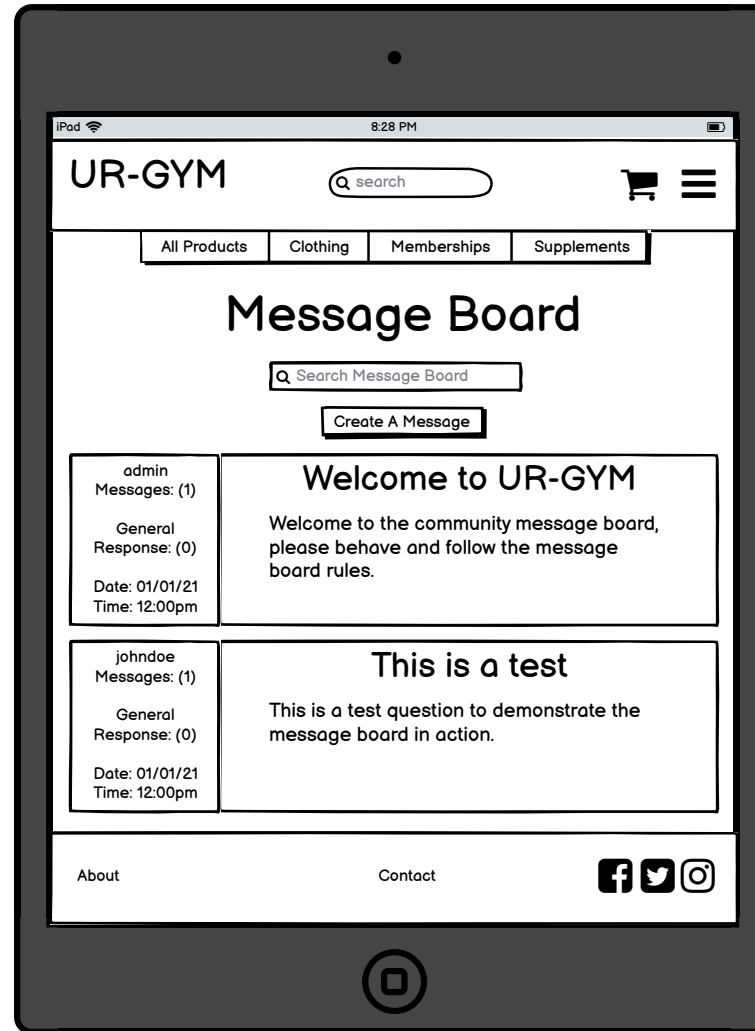 iPad 8:28 PM
UR-GYM search
All Products Clothing Memberships Supplements
Message Board
Search Message Board
Create A Message
admin
Messages: (1)
General
Response: (0)
Date: 01/01/21
Time: 12:00pm
Welcome to UR-GYM
Welcome to the community message board,
please behave and follow the message
board rules.
johndoe
Messages: (1)
General
Response: (0)
Date: 01/01/21
Time: 12:00pm
This is a test
This is a test question to demonstrate the
message board in action.
About Contact